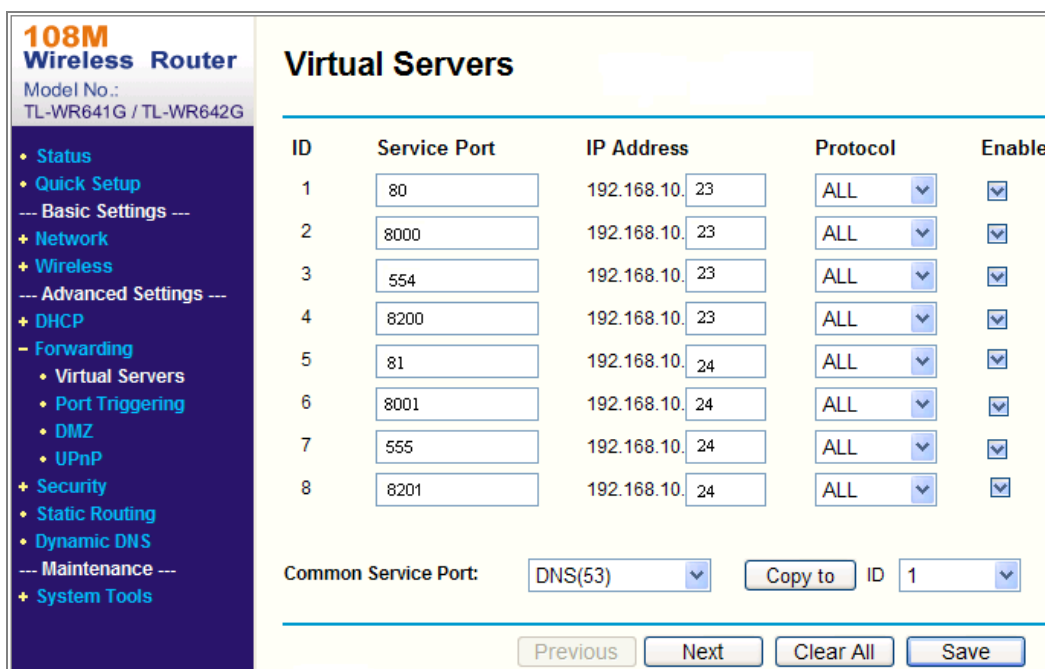 108M
Wireless Router
Model No.:
TL-WR641G / TL-WR642G
• Status
• Quick Setup
--- Basic Settings ---
+ Network
+ Wireless
--- Advanced Settings ---
+ DHCP
– Forwarding
• Virtual Servers
• Port Triggering
• DMZ
• UPnP
+ Security
• Static Routing
• Dynamic DNS
--- Maintenance ---
+ System Tools
Virtual Servers
ID Service Port IP Address Protocol Enable
1 80 192.168.10. 23 ALL
2 8000 192.168.10. 23 ALL
3 554 192.168.10. 23 ALL
4 8200 192.168.10. 23 ALL
5 81 192.168.10. 24 ALL
6 8001 192.168.10. 24 ALL
7 555 192.168.10. 24 ALL
8 8201 192.168.10. 24 ALL
Common Service Port: DNS(53) Copy to ID 1
Previous Next Clear All Save